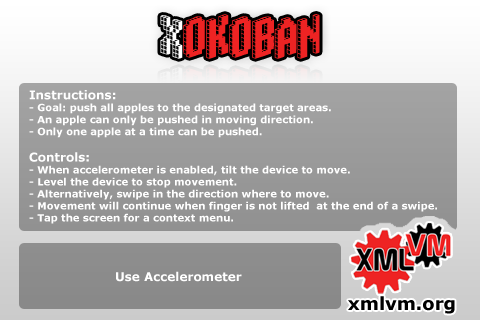 XOKOBAN
Instructions:
- Goal: push all apples to the designated target areas.
- An apple can only be pushed in moving direction.
- Only one apple at a time can be pushed.
Controls:
- When accelerometer is enabled, tilt the device to move.
- Level the device to stop movement.
- Alternatively, swipe in the direction where to move.
- Movement will continue when finger is not lifted  at the end of a swipe.
- Tap the screen for a context menu.
Use Accelerometer
XMLVM
xmlvm.org